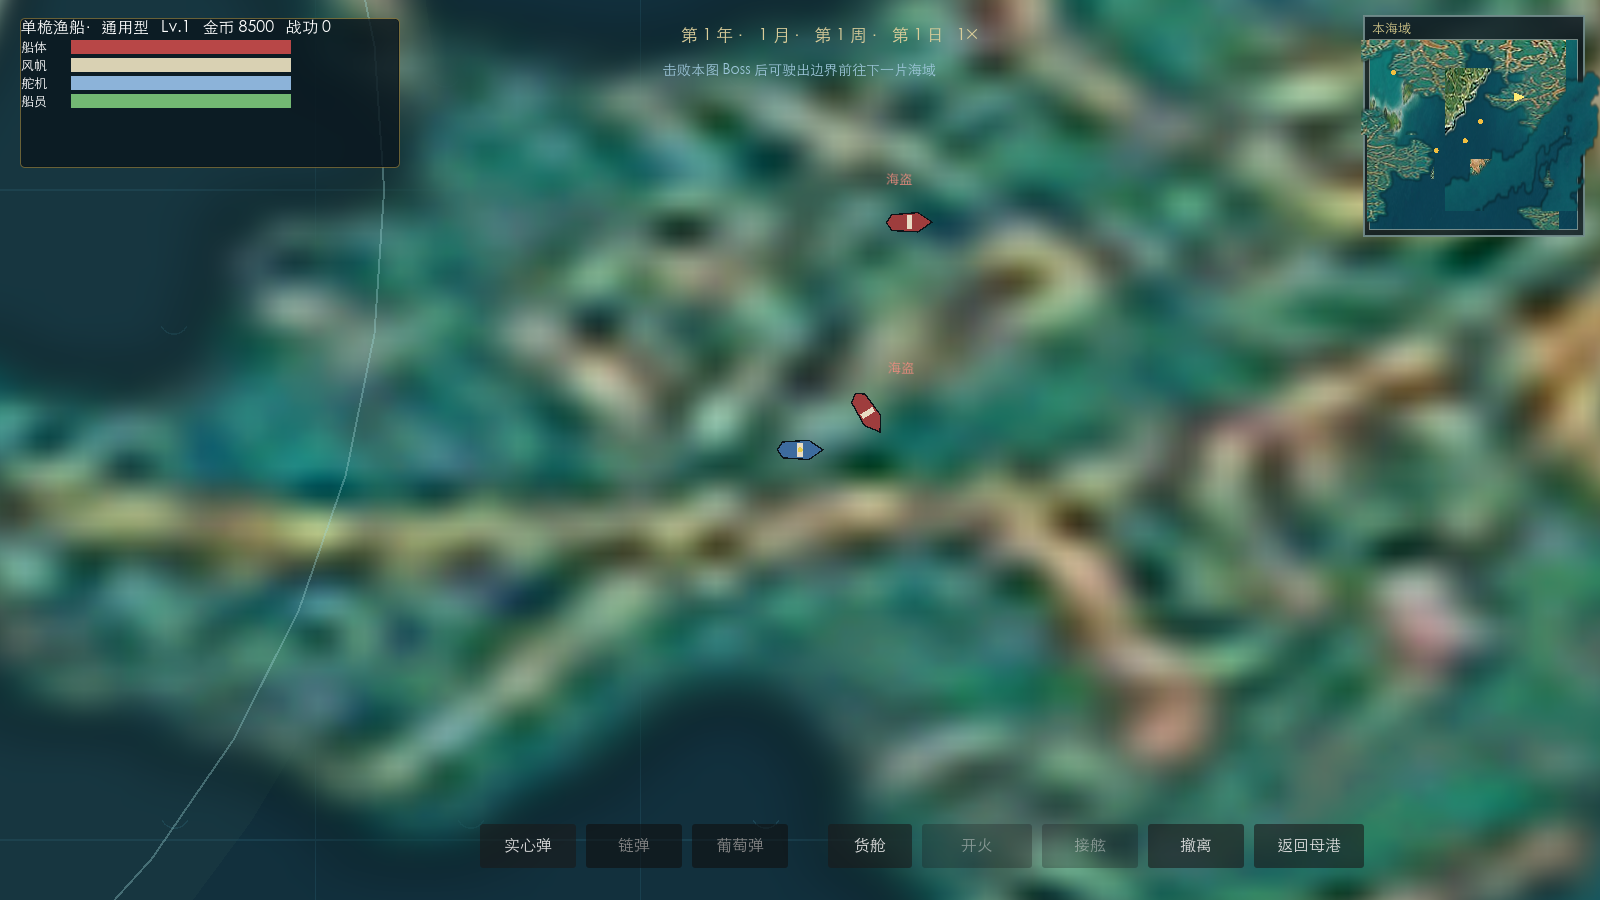 单桅渔船· 通用型 Lv.1 金币 8500 战功 0
船体
风帆
舵机
船员
第 1 年 · 1 月 · 第 1 周 · 第 1 日 1×
击败本图 Boss 后可驶出边界前往下一片海域
本海域
海盗
海盗
实心弹 链弹 葡萄弹 货舱 开火 接舷 撤离 返回母港